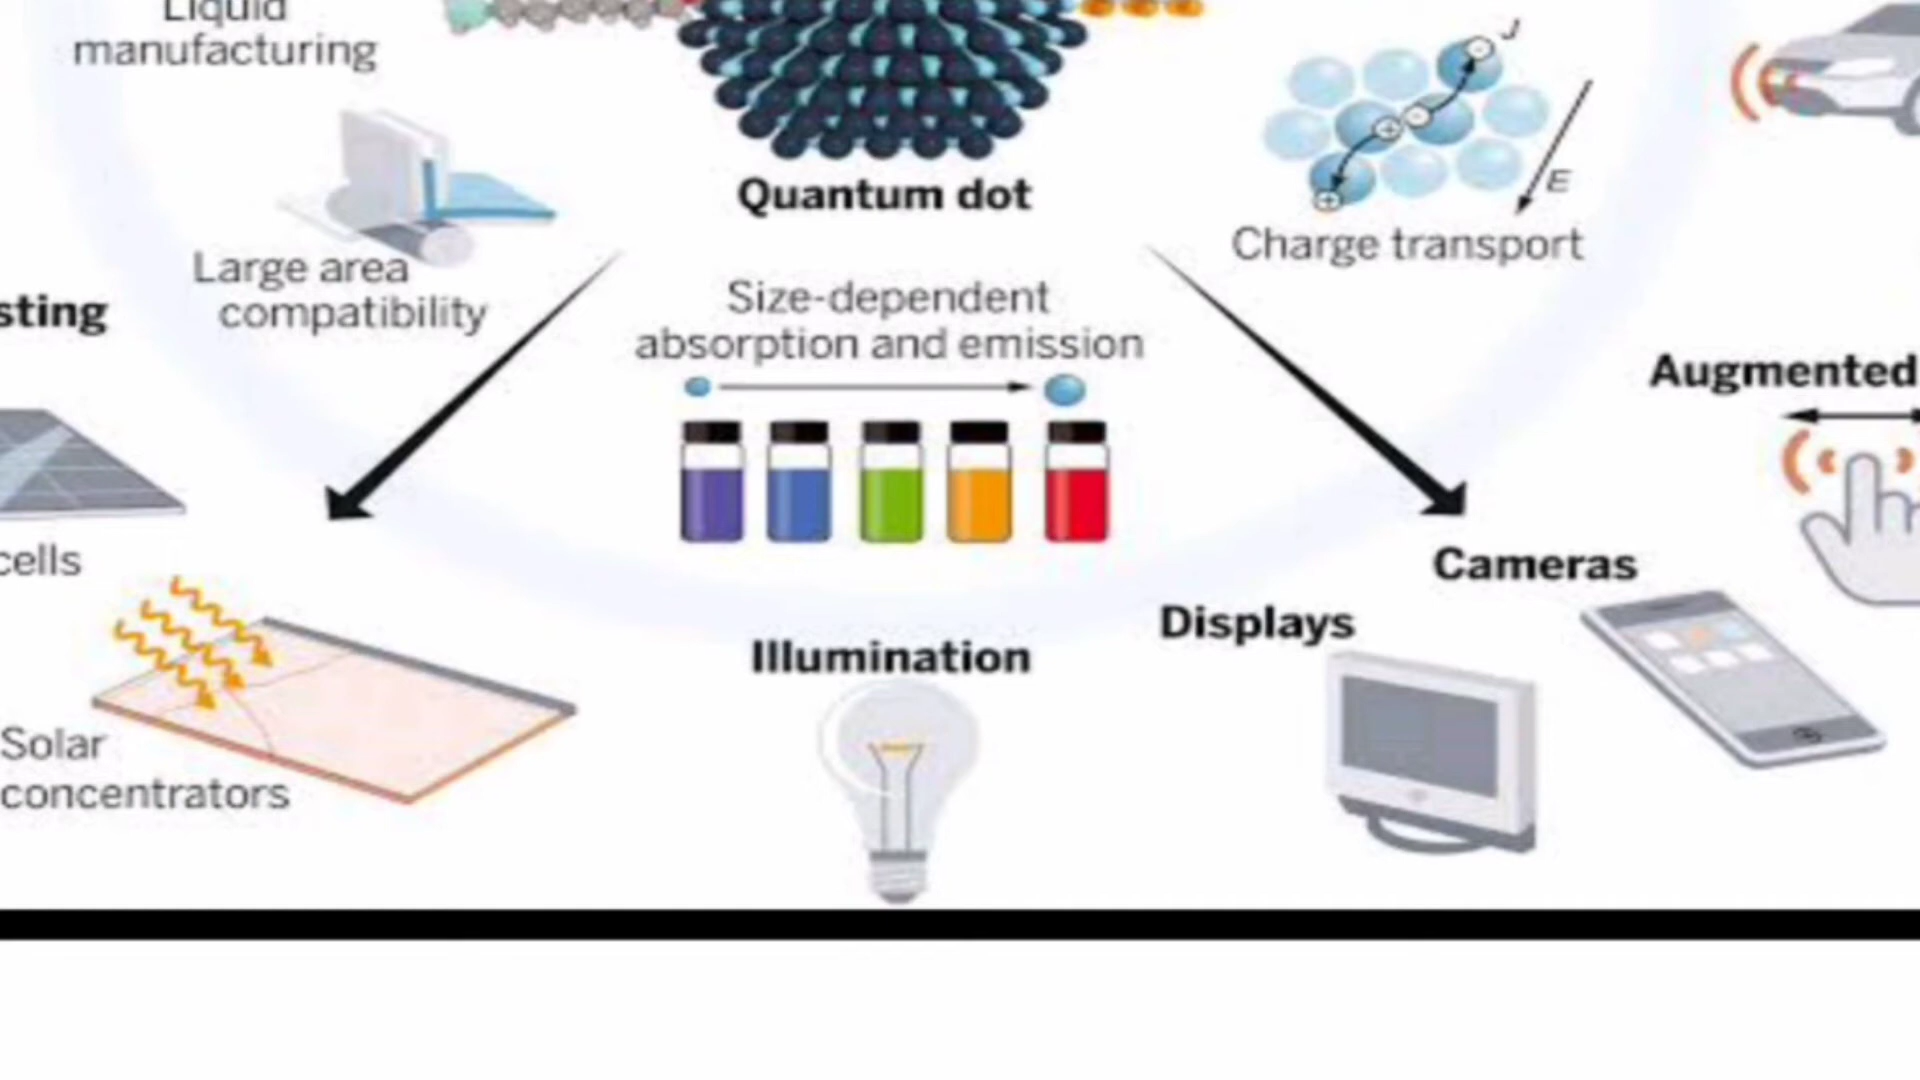 Liquid
manufacturing
Large area
compatibility
sting
cells
Solar
concentrators
Quantum dot
Size-dependent
absorption and emission
Illumination
J
E
Charge transport
Augmented
Cameras
Displays